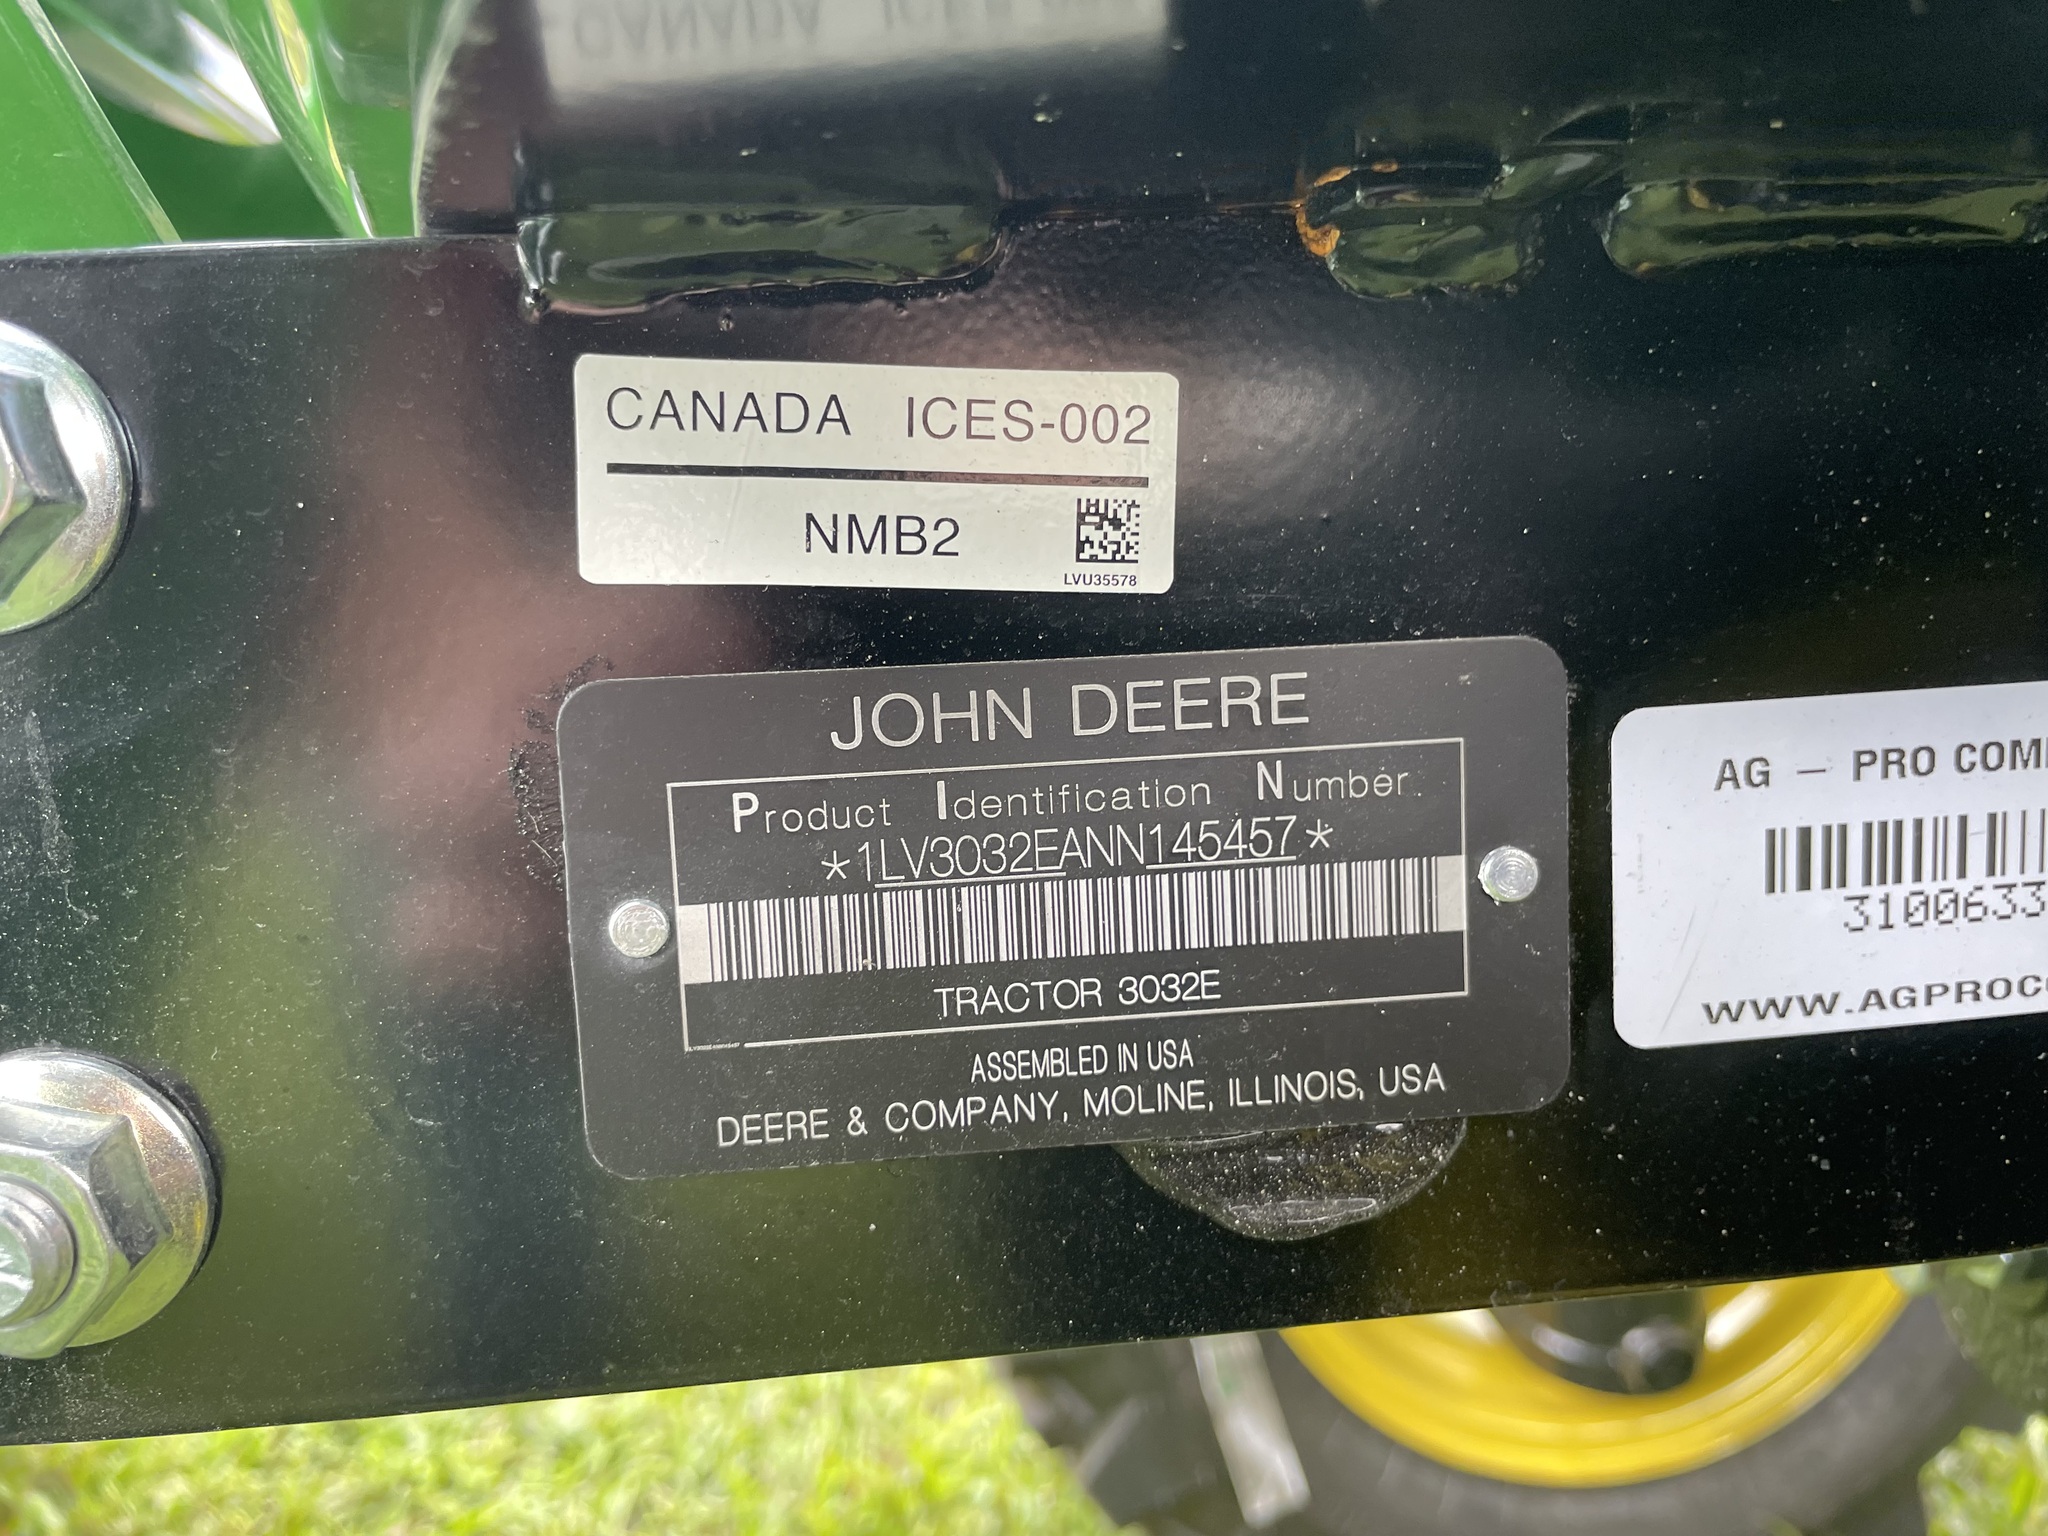 CANADA ICES-002
NMB2
LVU35578
JOHN DEERE
Product Identification Number
*1LV3032EANN145457*
TRACTOR 3032E
ASSEMBLED IN USA
DEERE & COMPANY, MOLINE, ILLINOIS, USA
AG – PRO COM
3100633
WWW.AGPROCO